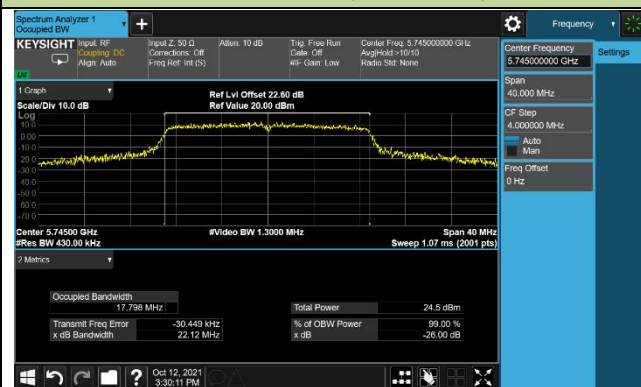 Spectrum Analyzer 1
Occupied BW
Frequency
KEYSIGHT
Input: RF
Coupling: DC
Align: Auto
Input Z: 50 Ω
Corrections: Off
Freq Ref: Int (S)
Atten: 10 dB
Trig: Free Run
Gate: Off
#IF Gain: Low
Center Freq: 5.745000000 GHz
Avg|Hold:>10/10
Radio Std: None
LM
1 Graph
Scale/Div 10.0 dB
Ref Lvl Offset 22.60 dB
Ref Value 20.00 dBm
Log
10.0
0.00
-10.0
-20.0
-30.0
-40.0
-50.0
-60.0
-70.0
Center 5.74500 GHz
#Res BW 430.00 kHz
#Video BW 1.3000 MHz
Span 40 MHz
Sweep 1.07 ms (2001 pts)
2 Metrics
Occupied Bandwidth
17.798 MHz
Total Power 24.5 dBm
Transmit Freq Error -30.449 kHz
% of OBW Power 99.00 %
x dB Bandwidth 22.12 MHz
x dB -26.00 dB
Oct 12, 2021
3:30:11 PM
Center Frequency
5.745000000 GHz
Settings
Span
40.000 MHz
CF Step
4.000000 MHz
Auto
Man
Freq Offset
0 Hz